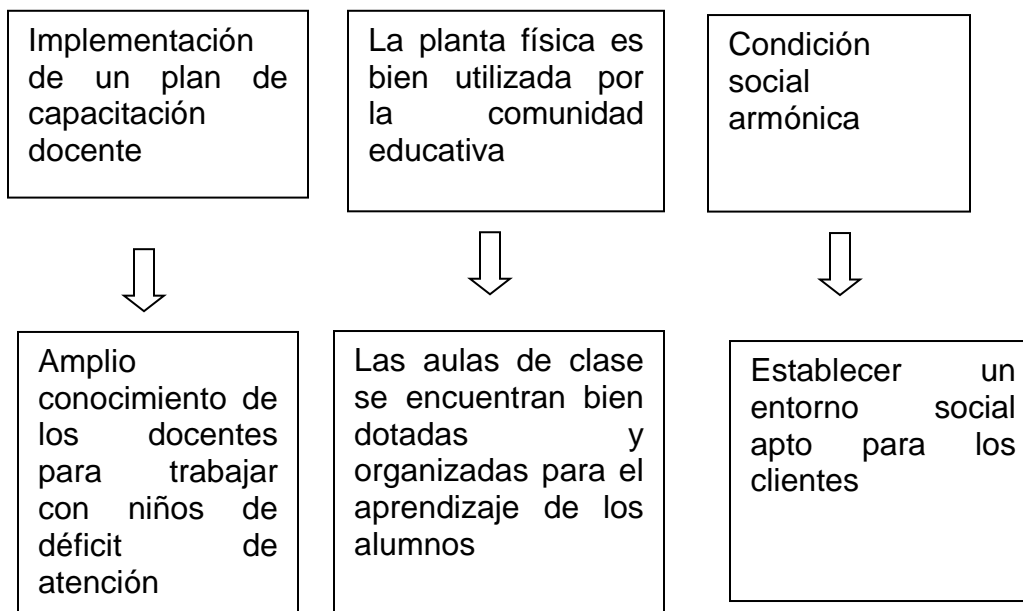 Implementación
de un plan de
capacitación
docente
La planta física es
bien utilizada por
la comunidad
educativa
Condición
social
armónica
Amplio
conocimiento de
los docentes
para trabajar
con niños de
déficit de
atención
Las aulas de clase
se encuentran bien
dotadas y
organizadas para el
aprendizaje de los
alumnos
Establecer un
entorno social
apto para los
clientes